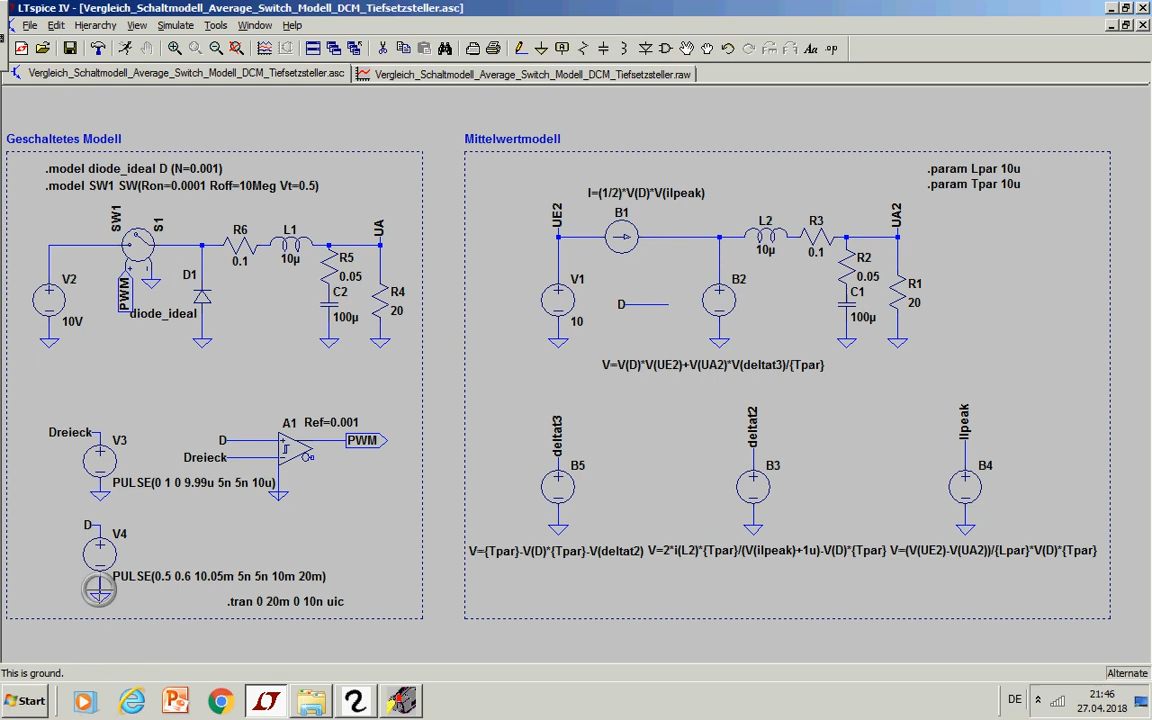 LTspice IV - [Vergleich_Schaltmodell_Average_Switch_Modell_DCM_Tiefsetzsteller.asc]
File Edit Hierarchy View Simulate Tools Window Help
Aa .op
Vergleich_Schaltmodell_Average_Switch_Modell_DCM_Tiefsetzsteller.asc Vergleich_Schaltmodell_Average_Switch_Modell_DCM_Tiefsetzsteller.raw
Geschaltetes Modell
.model diode_ideal D (N=0.001)
.model SW1 SW(Ron=0.0001 Roff=10Meg Vt=0.5)
SW1
S1
R6
0.1
L1
10µ
UA
V2
10V
PWM
D1
diode_ideal
R5
0.05
C2
100µ
R4
20
Dreieck
V3
PULSE(0 1 0 9.99u 5n 5n 10u)
A1 Ref=0.001
D
Dreieck
PWM
D
V4
PULSE(0.5 0.6 10.05m 5n 5n 10m 20m)
.tran 0 20m 0 10n uic
Mittelwertmodell
.param Lpar 10u
.param Tpar 10u
I=(1/2)*V(D)*V(ilpeak)
B1
UE2
L2
10µ
R3
0.1
UA2
V1
10
D
B2
R2
0.05
C1
100µ
R1
20
V=V(D)*V(UE2)+V(UA2)*V(deltat3)/{Tpar}
deltat3
B5
deltat2
B3
Ilpeak
B4
V={Tpar}-V(D)*{Tpar}-V(deltat2)
V=2*i(L2)*{Tpar}/(V(ilpeak)+1u)-V(D)*{Tpar}
V=(V(UE2)-V(UA2))/{Lpar}*V(D)*{Tpar}
This is ground.
Alternate
Start
DE
21:46
27.04.2018